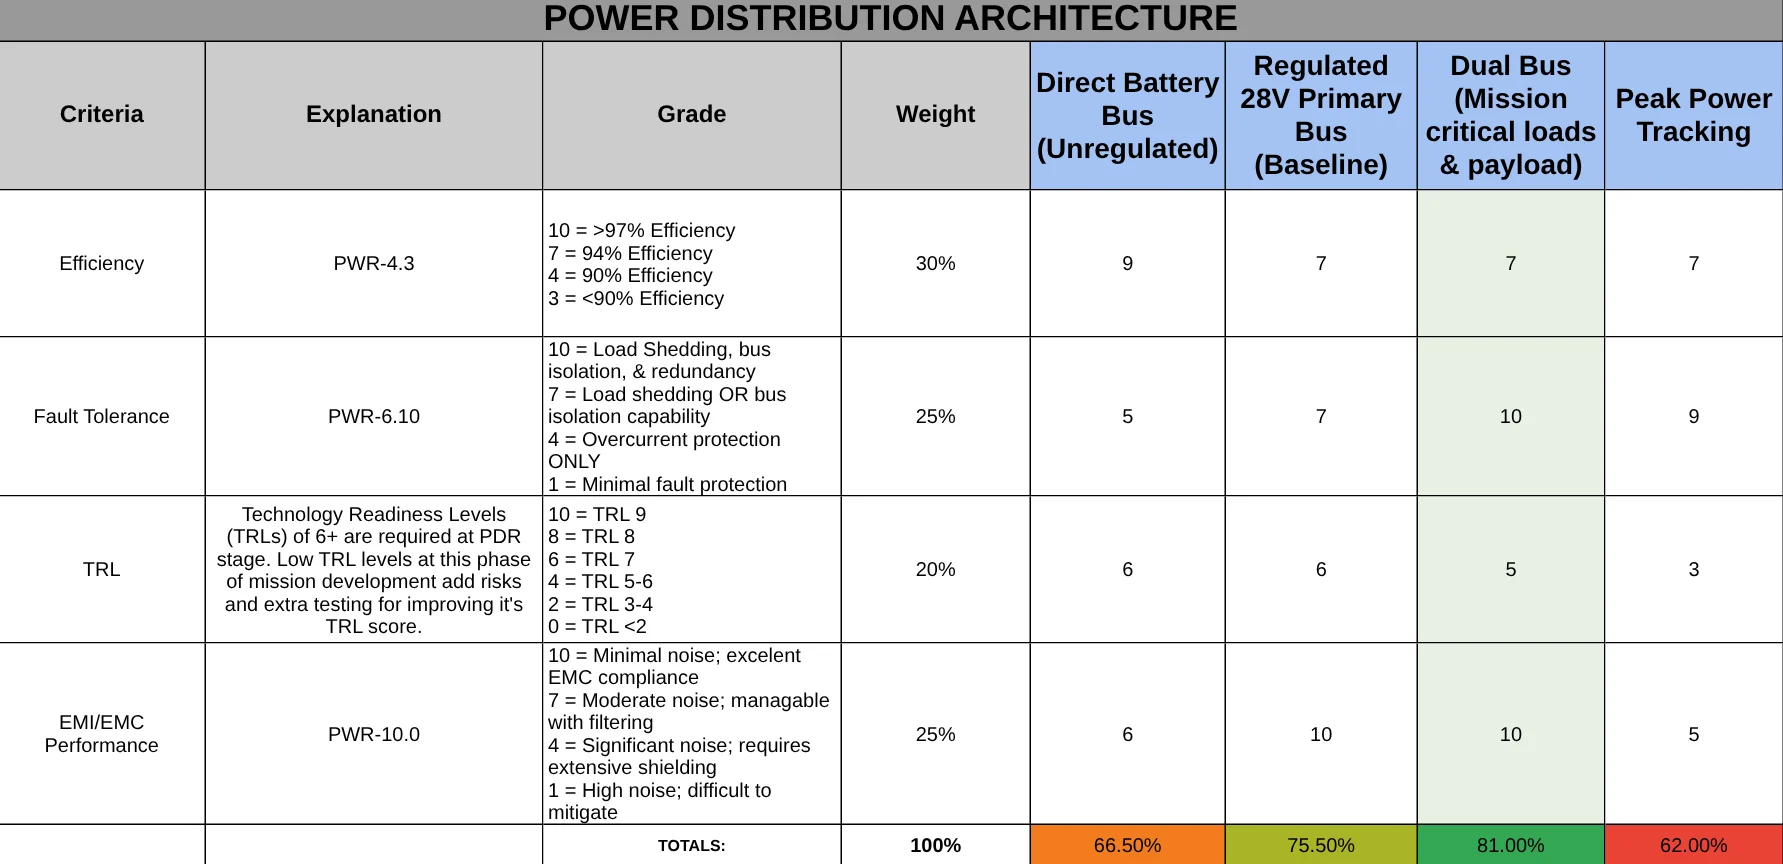 POWER DISTRIBUTION ARCHITECTURE
Criteria
Explanation
Grade
Weight
Direct Battery
Bus
(Unregulated)
Regulated
28V Primary
Bus
(Baseline)
Dual Bus
(Mission
critical loads
& payload)
Peak Power
Tracking
Efficiency
PWR-4.3
10 = >97% Efficiency
7 = 94% Efficiency
4 = 90% Efficiency
3 = <90% Efficiency
30%
9
7
7
7
Fault Tolerance
PWR-6.10
10 = Load Shedding, bus
isolation, & redundancy
7 = Load shedding OR bus
isolation capability
4 = Overcurrent protection
ONLY
1 = Minimal fault protection
25%
5
7
10
9
TRL
Technology Readiness Levels
(TRLs) of 6+ are required at PDR
stage. Low TRL levels at this phase
of mission development add risks
and extra testing for improving it's
TRL score.
10 = TRL 9
8 = TRL 8
6 = TRL 7
4 = TRL 5-6
2 = TRL 3-4
0 = TRL <2
20%
6
6
5
3
EMI/EMC
Performance
PWR-10.0
10 = Minimal noise; excelent
EMC compliance
7 = Moderate noise; managable
with filtering
4 = Significant noise; requires
extensive shielding
1 = High noise; difficult to
mitigate
25%
6
10
10
5
TOTALS:
100%
66.50%
75.50%
81.00%
62.00%